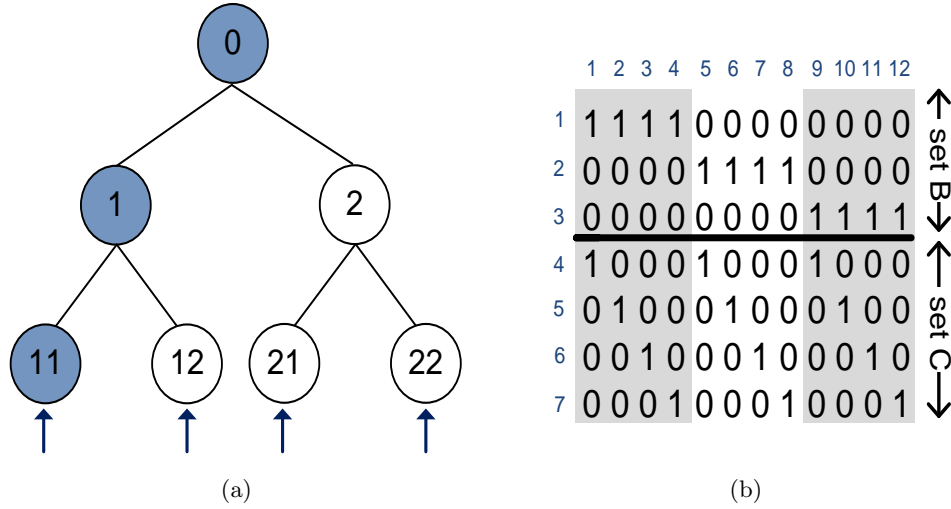 0
1 2
11 12 21 22
(a)
1 2 3 4 5 6 7 8 9 10 11 12
1 1 1 1 1 0 0 0 0 0 0 0 0
2 0 0 0 0 1 1 1 1 0 0 0 0
3 0 0 0 0 0 0 0 0 1 1 1 1
4 1 0 0 0 1 0 0 0 1 0 0 0
5 0 1 0 0 0 1 0 0 0 1 0 0
6 0 0 1 0 0 0 1 0 0 0 1 0
7 0 0 0 1 0 0 0 1 0 0 0 1
set B
set C
(b)